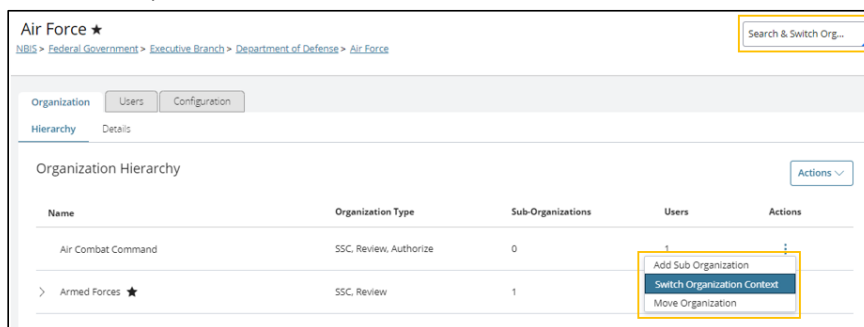 Air Force ★
NBIS > Federal Government > Executive Branch > Department of Defense > Air Force
Search & Switch Org...
Organization Users Configuration
Hierarchy Details
Organization Hierarchy
Actions
Name Organization Type Sub-Organizations Users Actions
Air Combat Command SSC, Review, Authorize 0 1
Add Sub Organization
Switch Organization Context
Move Organization
> Armed Forces ★ SSC, Review 1